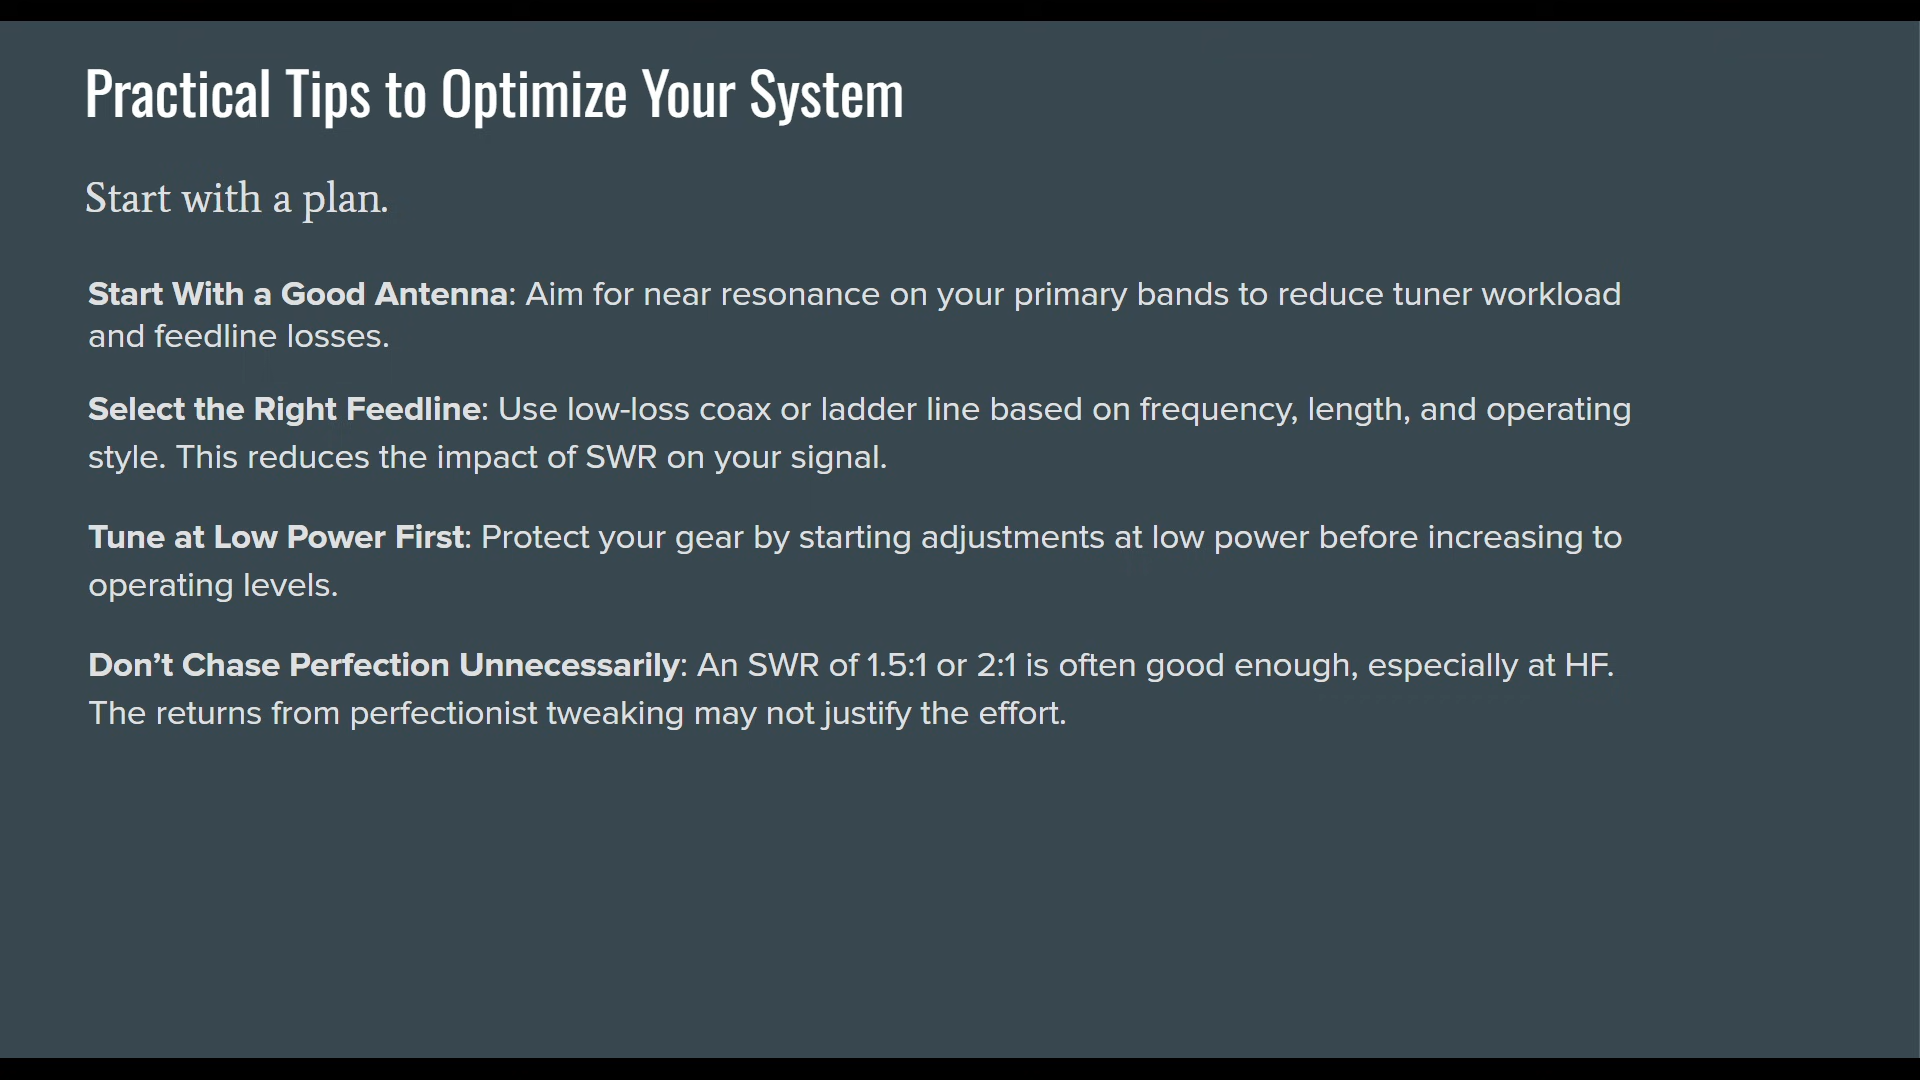 Practical Tips to Optimize Your System
Start with a plan.
Start With a Good Antenna: Aim for near resonance on your primary bands to reduce tuner workload
and feedline losses.
Select the Right Feedline: Use low-loss coax or ladder line based on frequency, length, and operating
style. This reduces the impact of SWR on your signal.
Tune at Low Power First: Protect your gear by starting adjustments at low power before increasing to
operating levels.
Don’t Chase Perfection Unnecessarily: An SWR of 1.5:1 or 2:1 is often good enough, especially at HF.
The returns from perfectionist tweaking may not justify the effort.